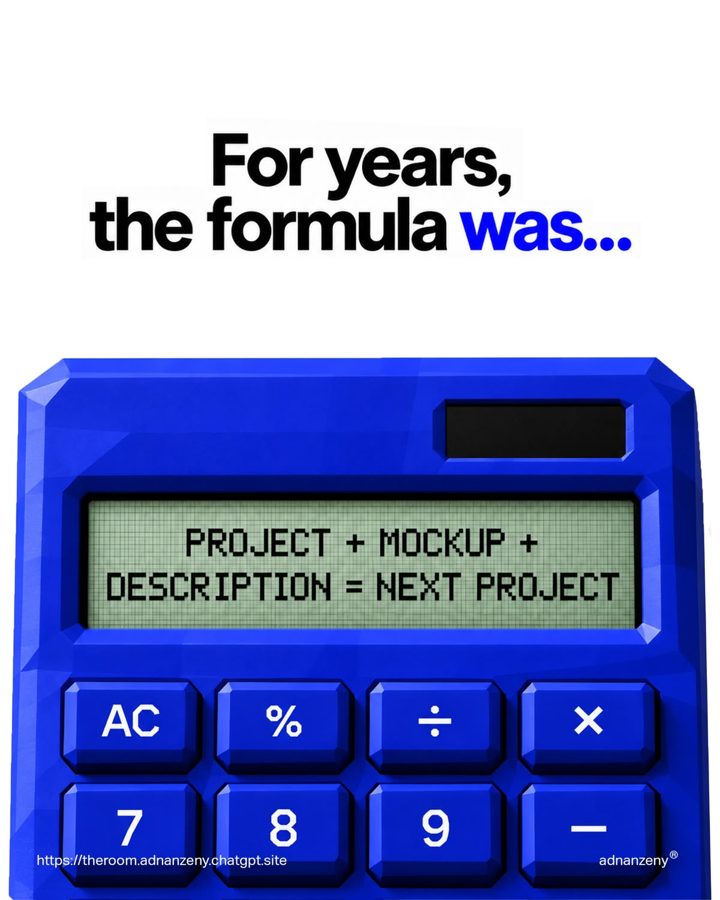 For years,
the formula was...
PROJECT + MOCKUP +
DESCRIPTION = NEXT PROJECT
AC % ÷ ×
7 8 9 −
https://theroom.adnanzeny.chatgpt.site
adnanzeny®